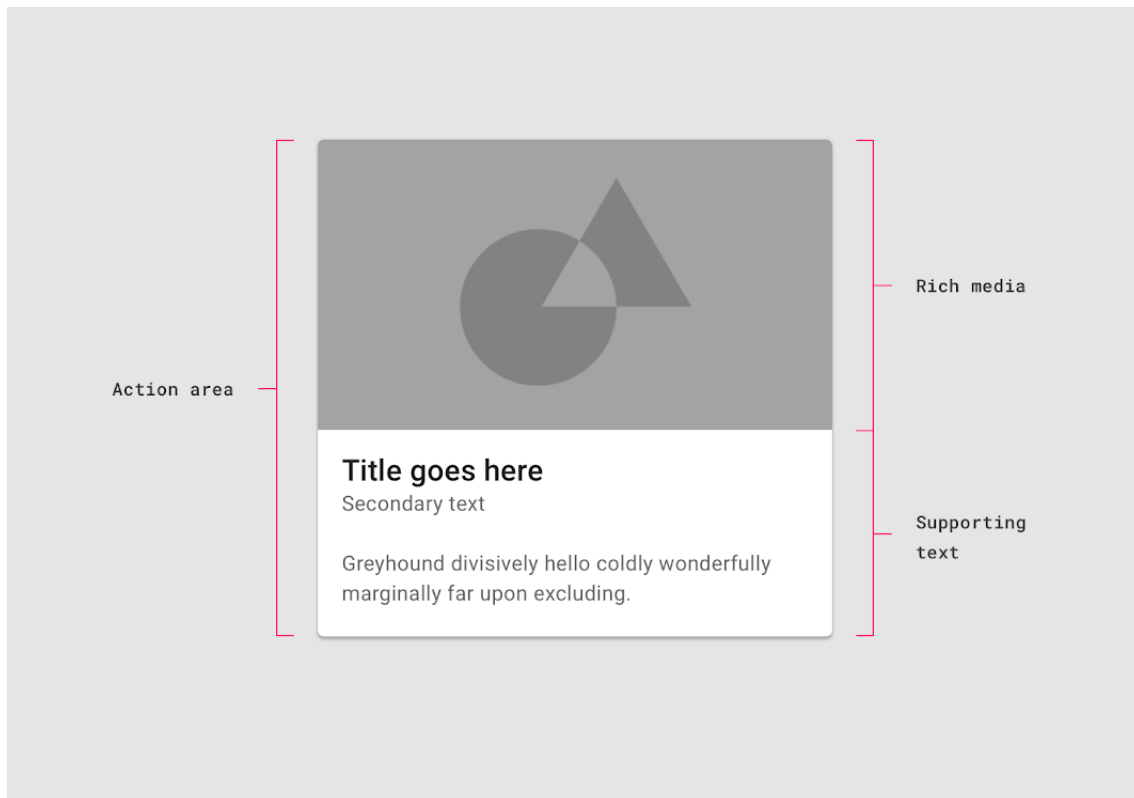 Action area
Rich media
Title goes here
Secondary text
Greyhound divisively hello coldly wonderfully
marginally far upon excluding.
Supporting
text